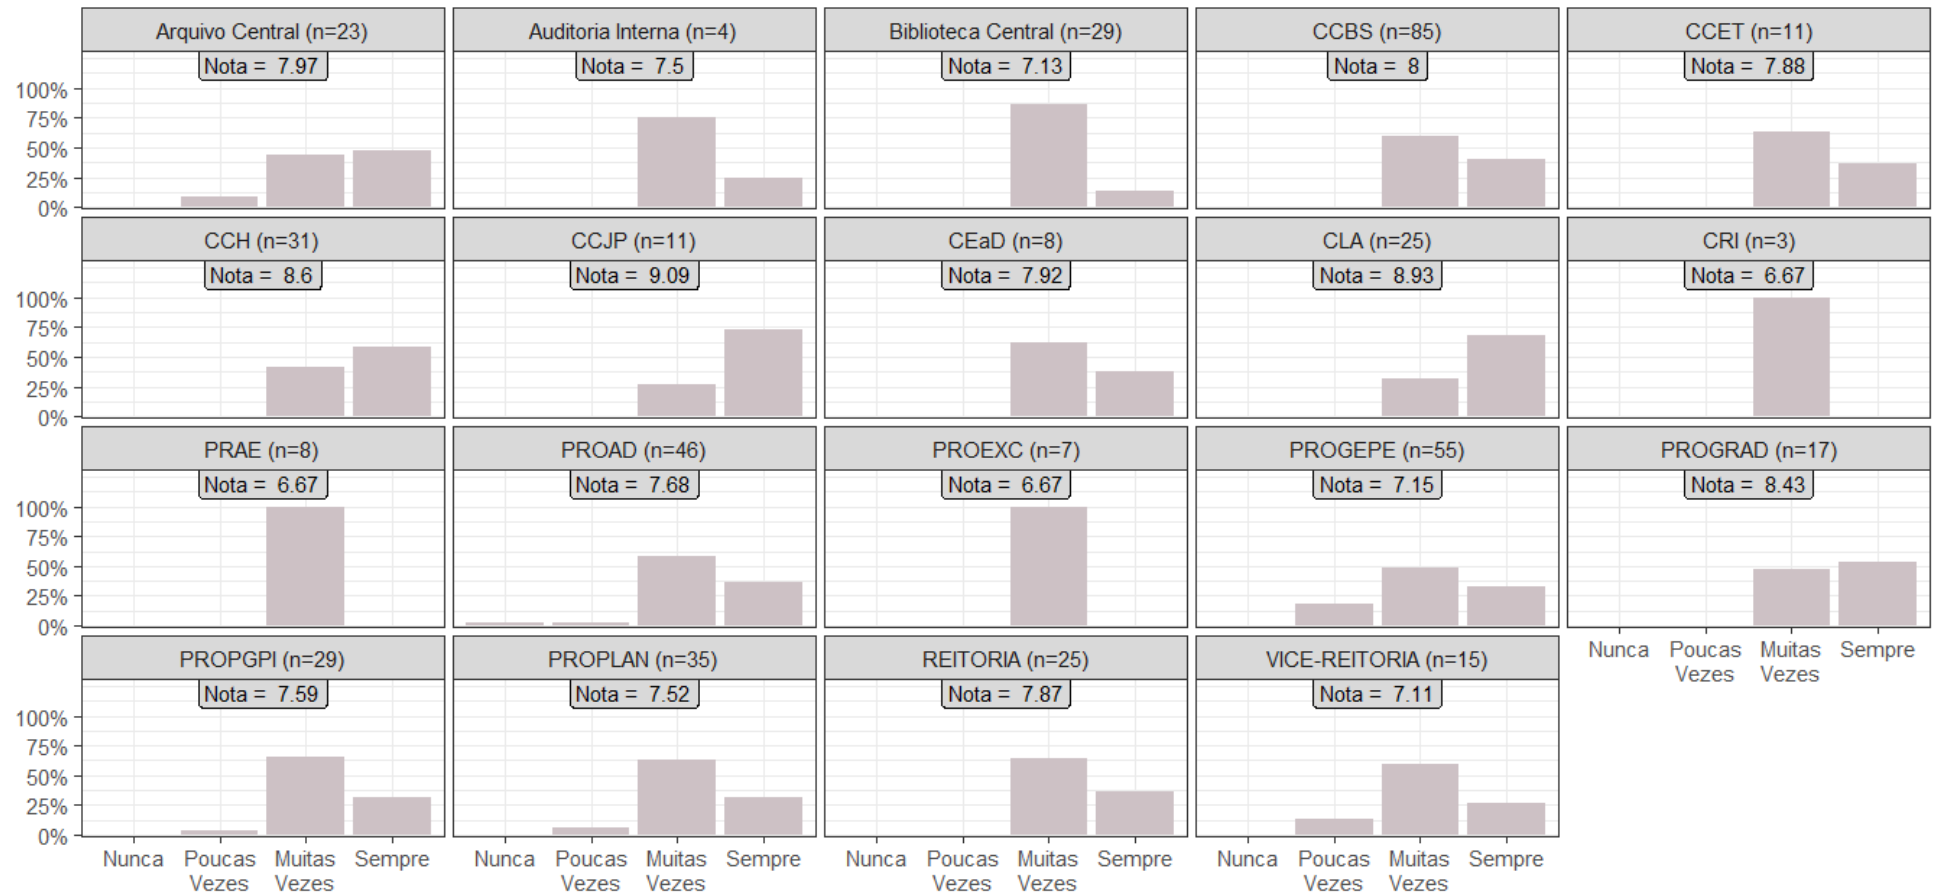 Arquivo Central (n=23)
Auditoria Interna (n=4)
Biblioteca Central (n=29)
CCBS (n=85)
CCET (n=11)
Nota = 7.97
Nota = 7.5
Nota = 7.13
Nota = 8
Nota = 7.88
100%
75%
50%
25%
0%
CCH (n=31)
CCJP (n=11)
CEaD (n=8)
CLA (n=25)
CRI (n=3)
Nota = 8.6
Nota = 9.09
Nota = 7.92
Nota = 8.93
Nota = 6.67
100%
75%
50%
25%
0%
PRAE (n=8)
PROAD (n=46)
PROEXC (n=7)
PROGEPE (n=55)
PROGRAD (n=17)
Nota = 6.67
Nota = 7.68
Nota = 6.67
Nota = 7.15
Nota = 8.43
100%
75%
50%
25%
0%
Nunca
Poucas
Vezes
Muitas
Vezes
Sempre
PROPGPI (n=29)
PROPLAN (n=35)
REITORIA (n=25)
VICE-REITORIA (n=15)
Nota = 7.59
Nota = 7.52
Nota = 7.87
Nota = 7.11
100%
75%
50%
25%
0%
Nunca
Poucas
Vezes
Muitas
Vezes
Sempre
Nunca
Poucas
Vezes
Muitas
Vezes
Sempre
Nunca
Poucas
Vezes
Muitas
Vezes
Sempre
Nunca
Poucas
Vezes
Muitas
Vezes
Sempre